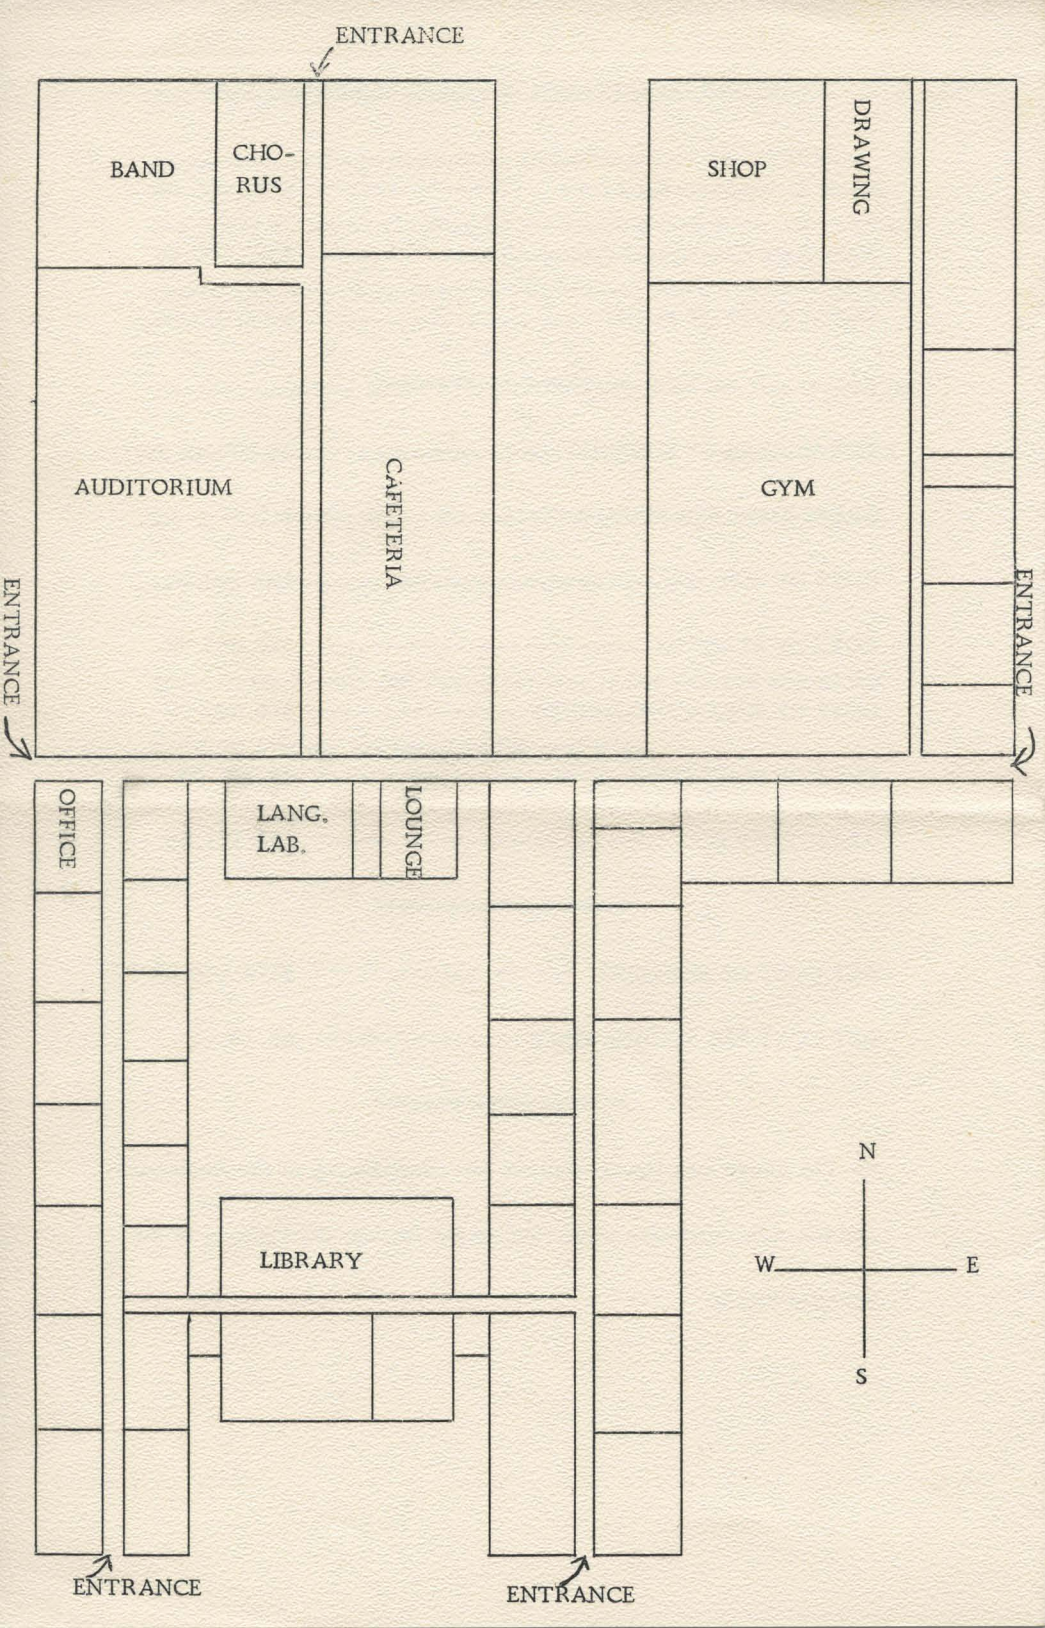 ENTRANCE
BAND
CHO-
RUS
SHOP
DRAWING
AUDITORIUM
CAFETERIA
GYM
ENTRANCE
ENTRANCE
OFFICE
LANG.
LAB.
LOUNGE
LIBRARY
N
W
E
S
ENTRANCE
ENTRANCE